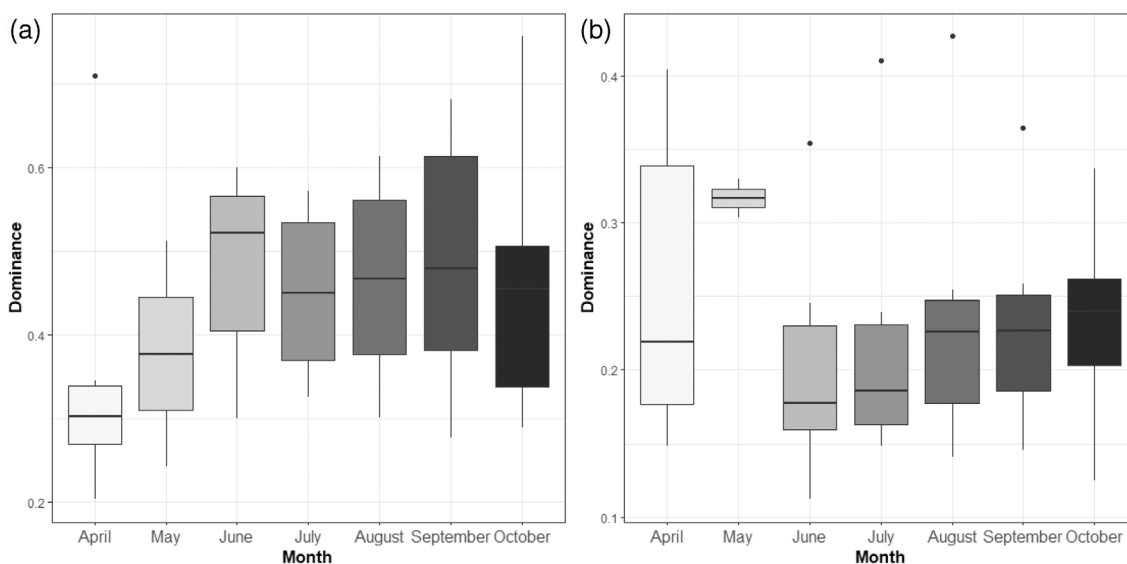 (a)
Dominance
0.6
0.4
0.2
April May June July August September October
Month
(b)
Dominance
0.4
0.3
0.2
0.1
April May June July August September October
Month